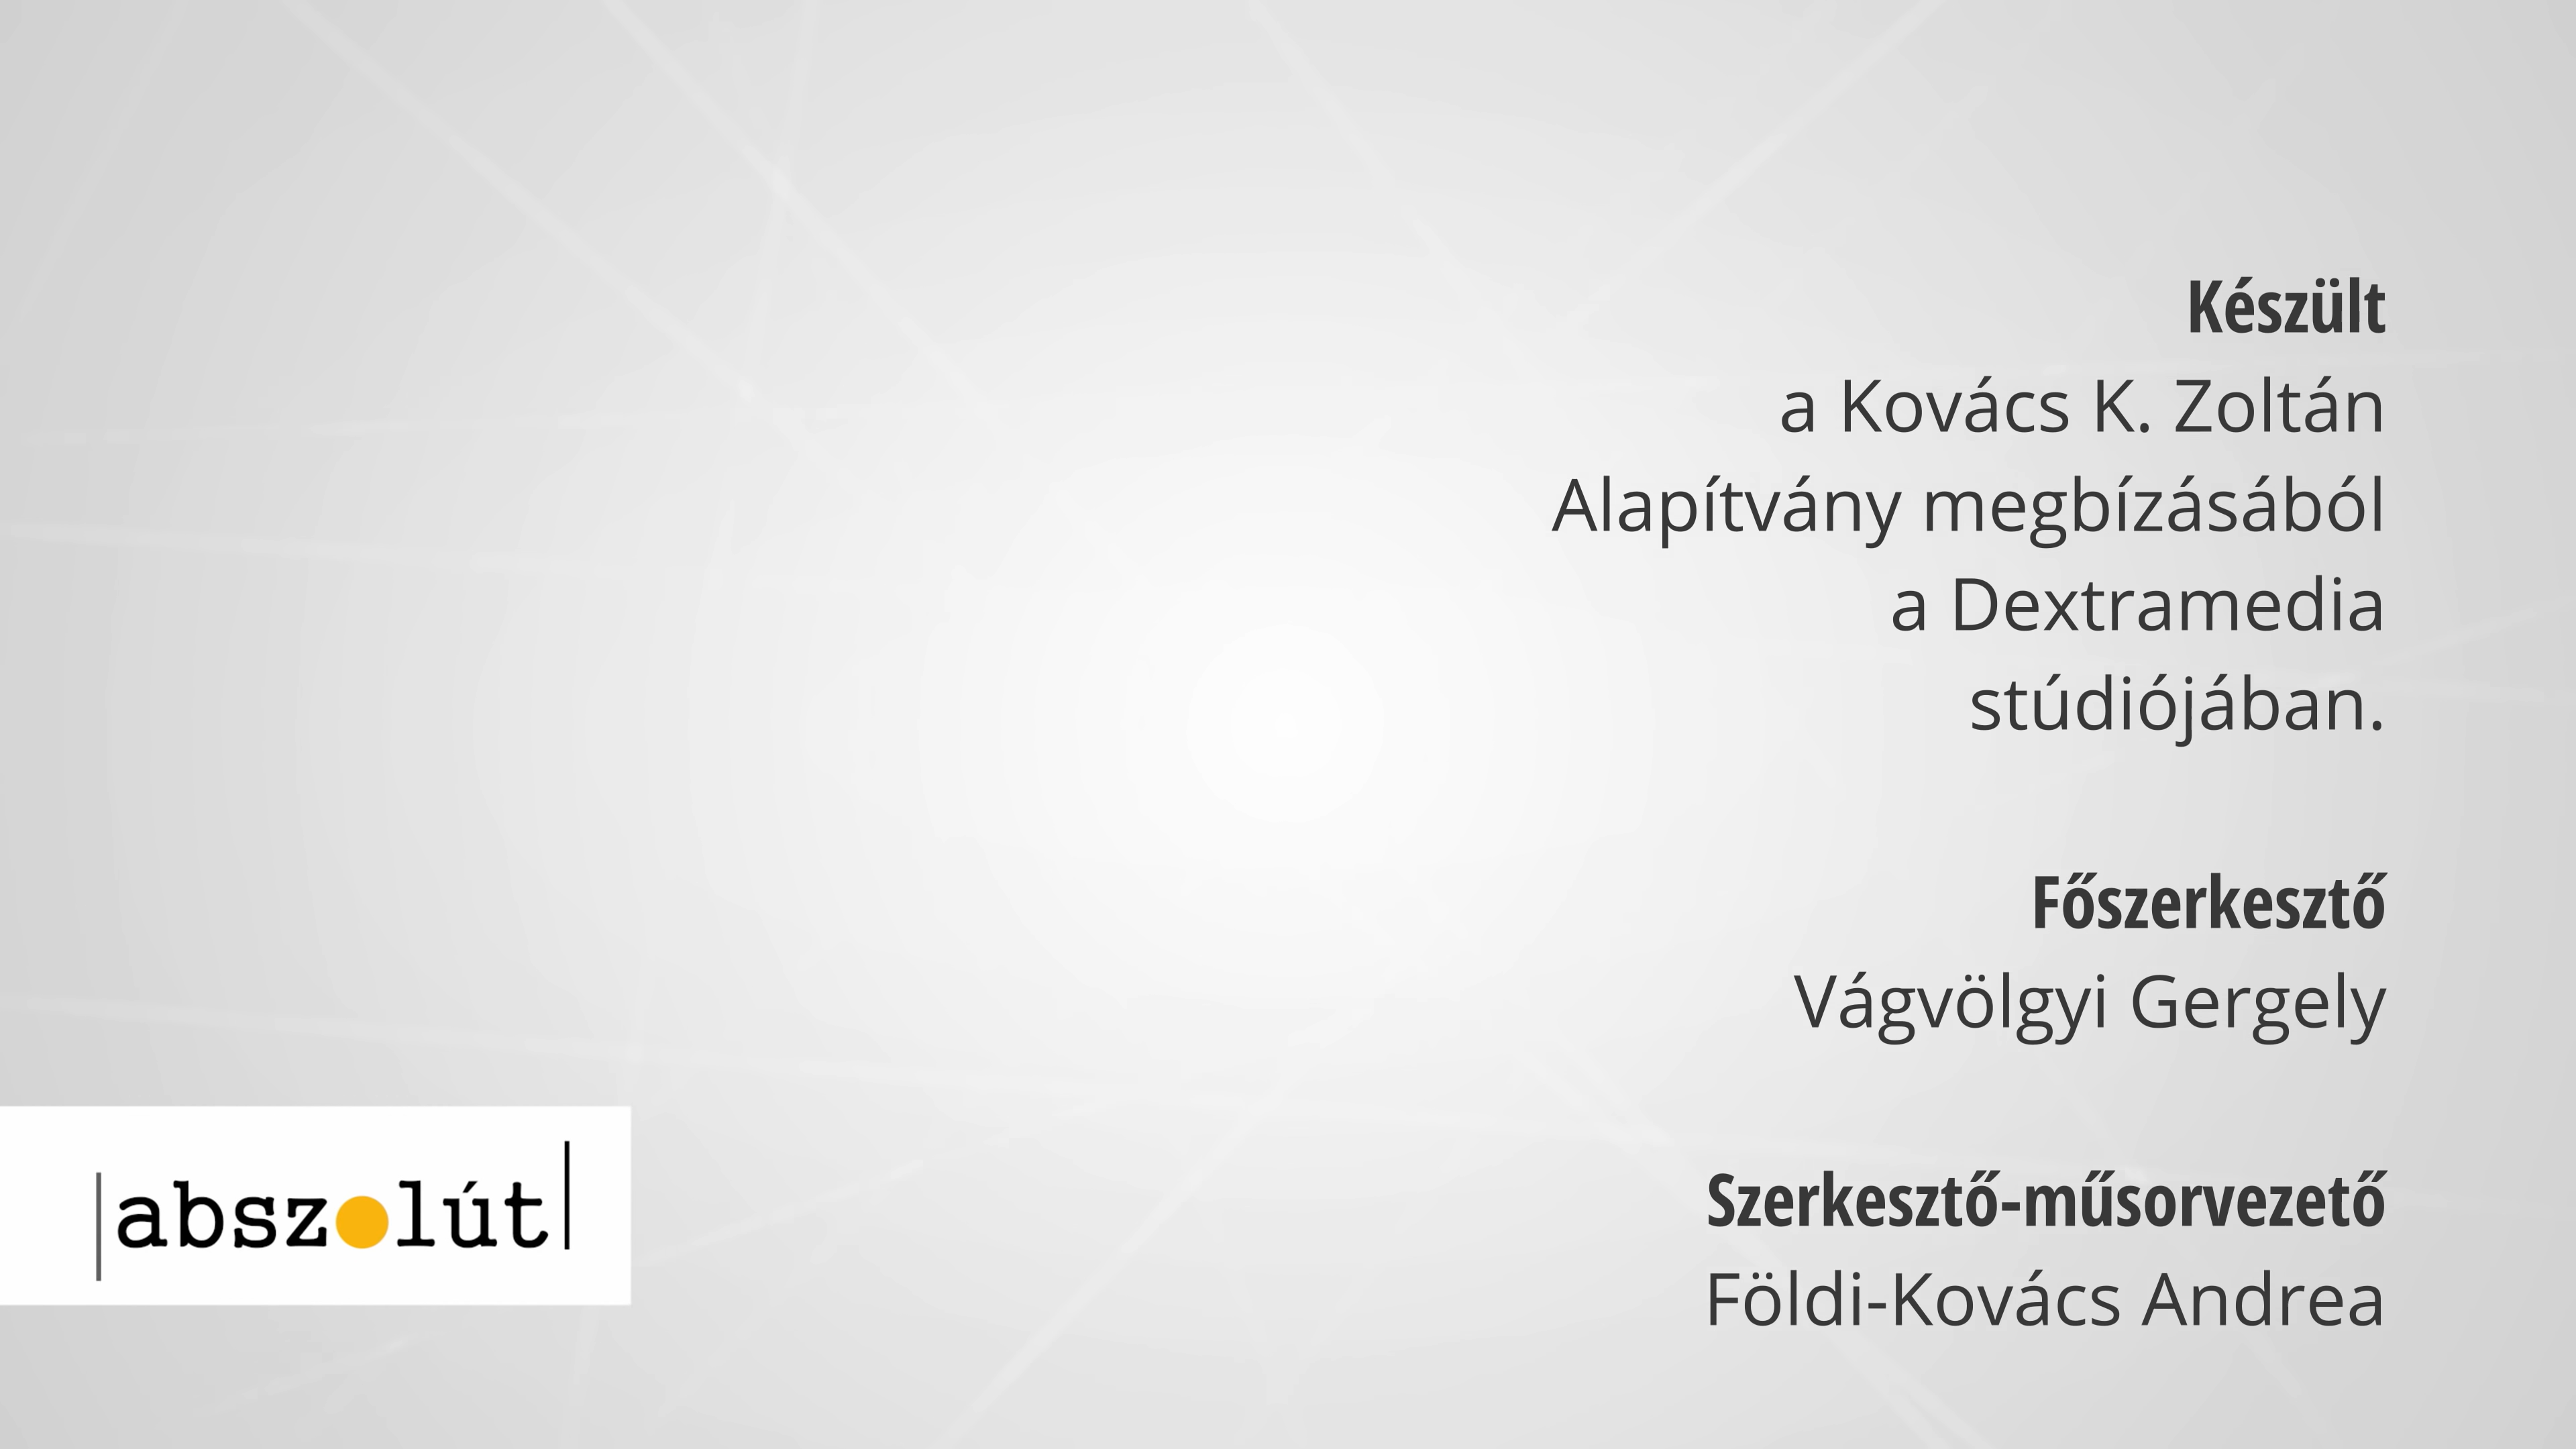 Készült
a Kovács K. Zoltán
Alapítvány megbízásából
a Dextramedia
stúdiójában.
Főszerkesztő
Vágvölgyi Gergely
Szerkesztő-műsorvezető
Földi-Kovács Andrea
|abszolút|